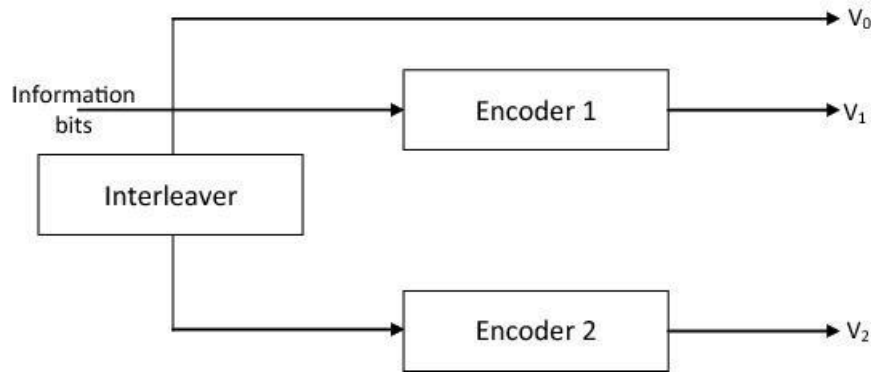 V₀
Information
bits
Encoder 1
V₁
Interleaver
Encoder 2
V₂